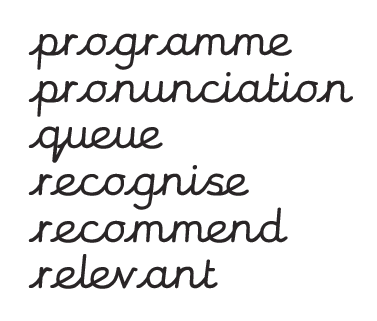 programme
pronunciation
queue
recognise
recommend
relevant